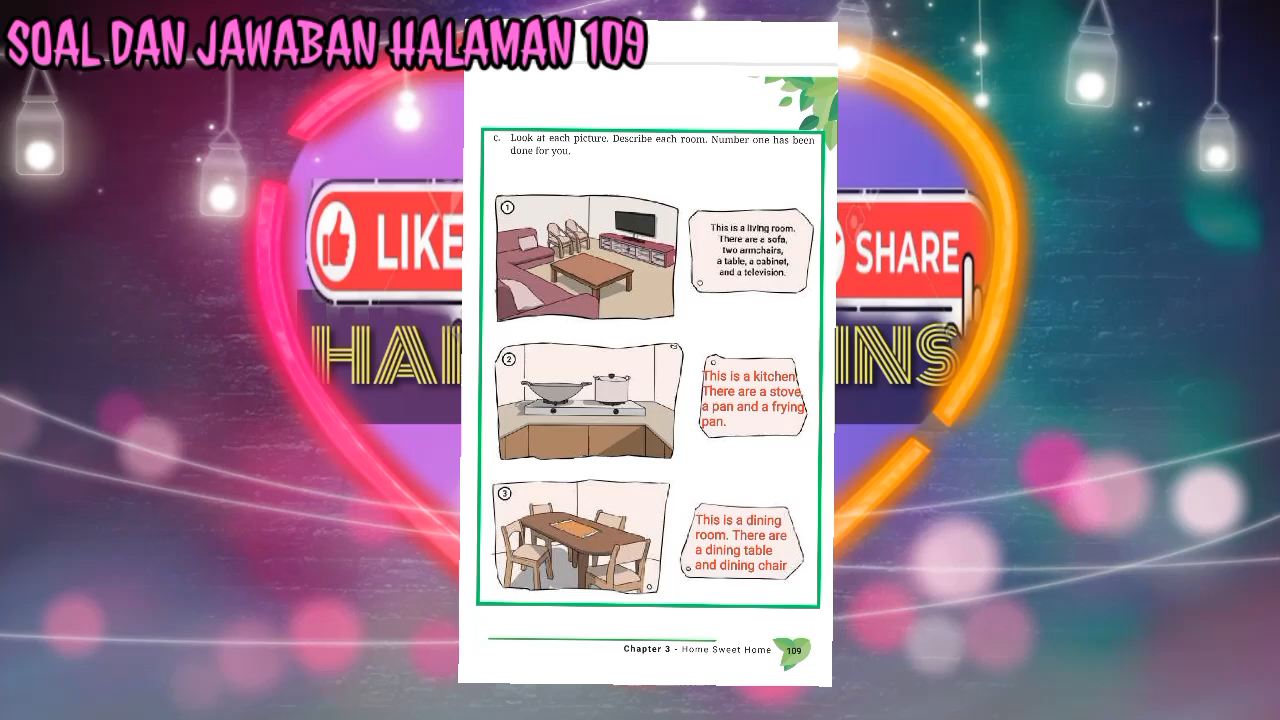 SOAL DAN JAWABAN HALAMAN 109
c. Look at each picture. Describe each room. Number one has been
done for you.
LIKE
SHARE
1
This is a living room.
There are a sofa,
two armchairs,
a table, a cabinet,
and a television.
2
This is a kitchen
There are a stove
a pan and a frying
pan.
3
This is a dining
room. There are
a dining table
and dining chair
Chapter 3 - Home Sweet Home 109